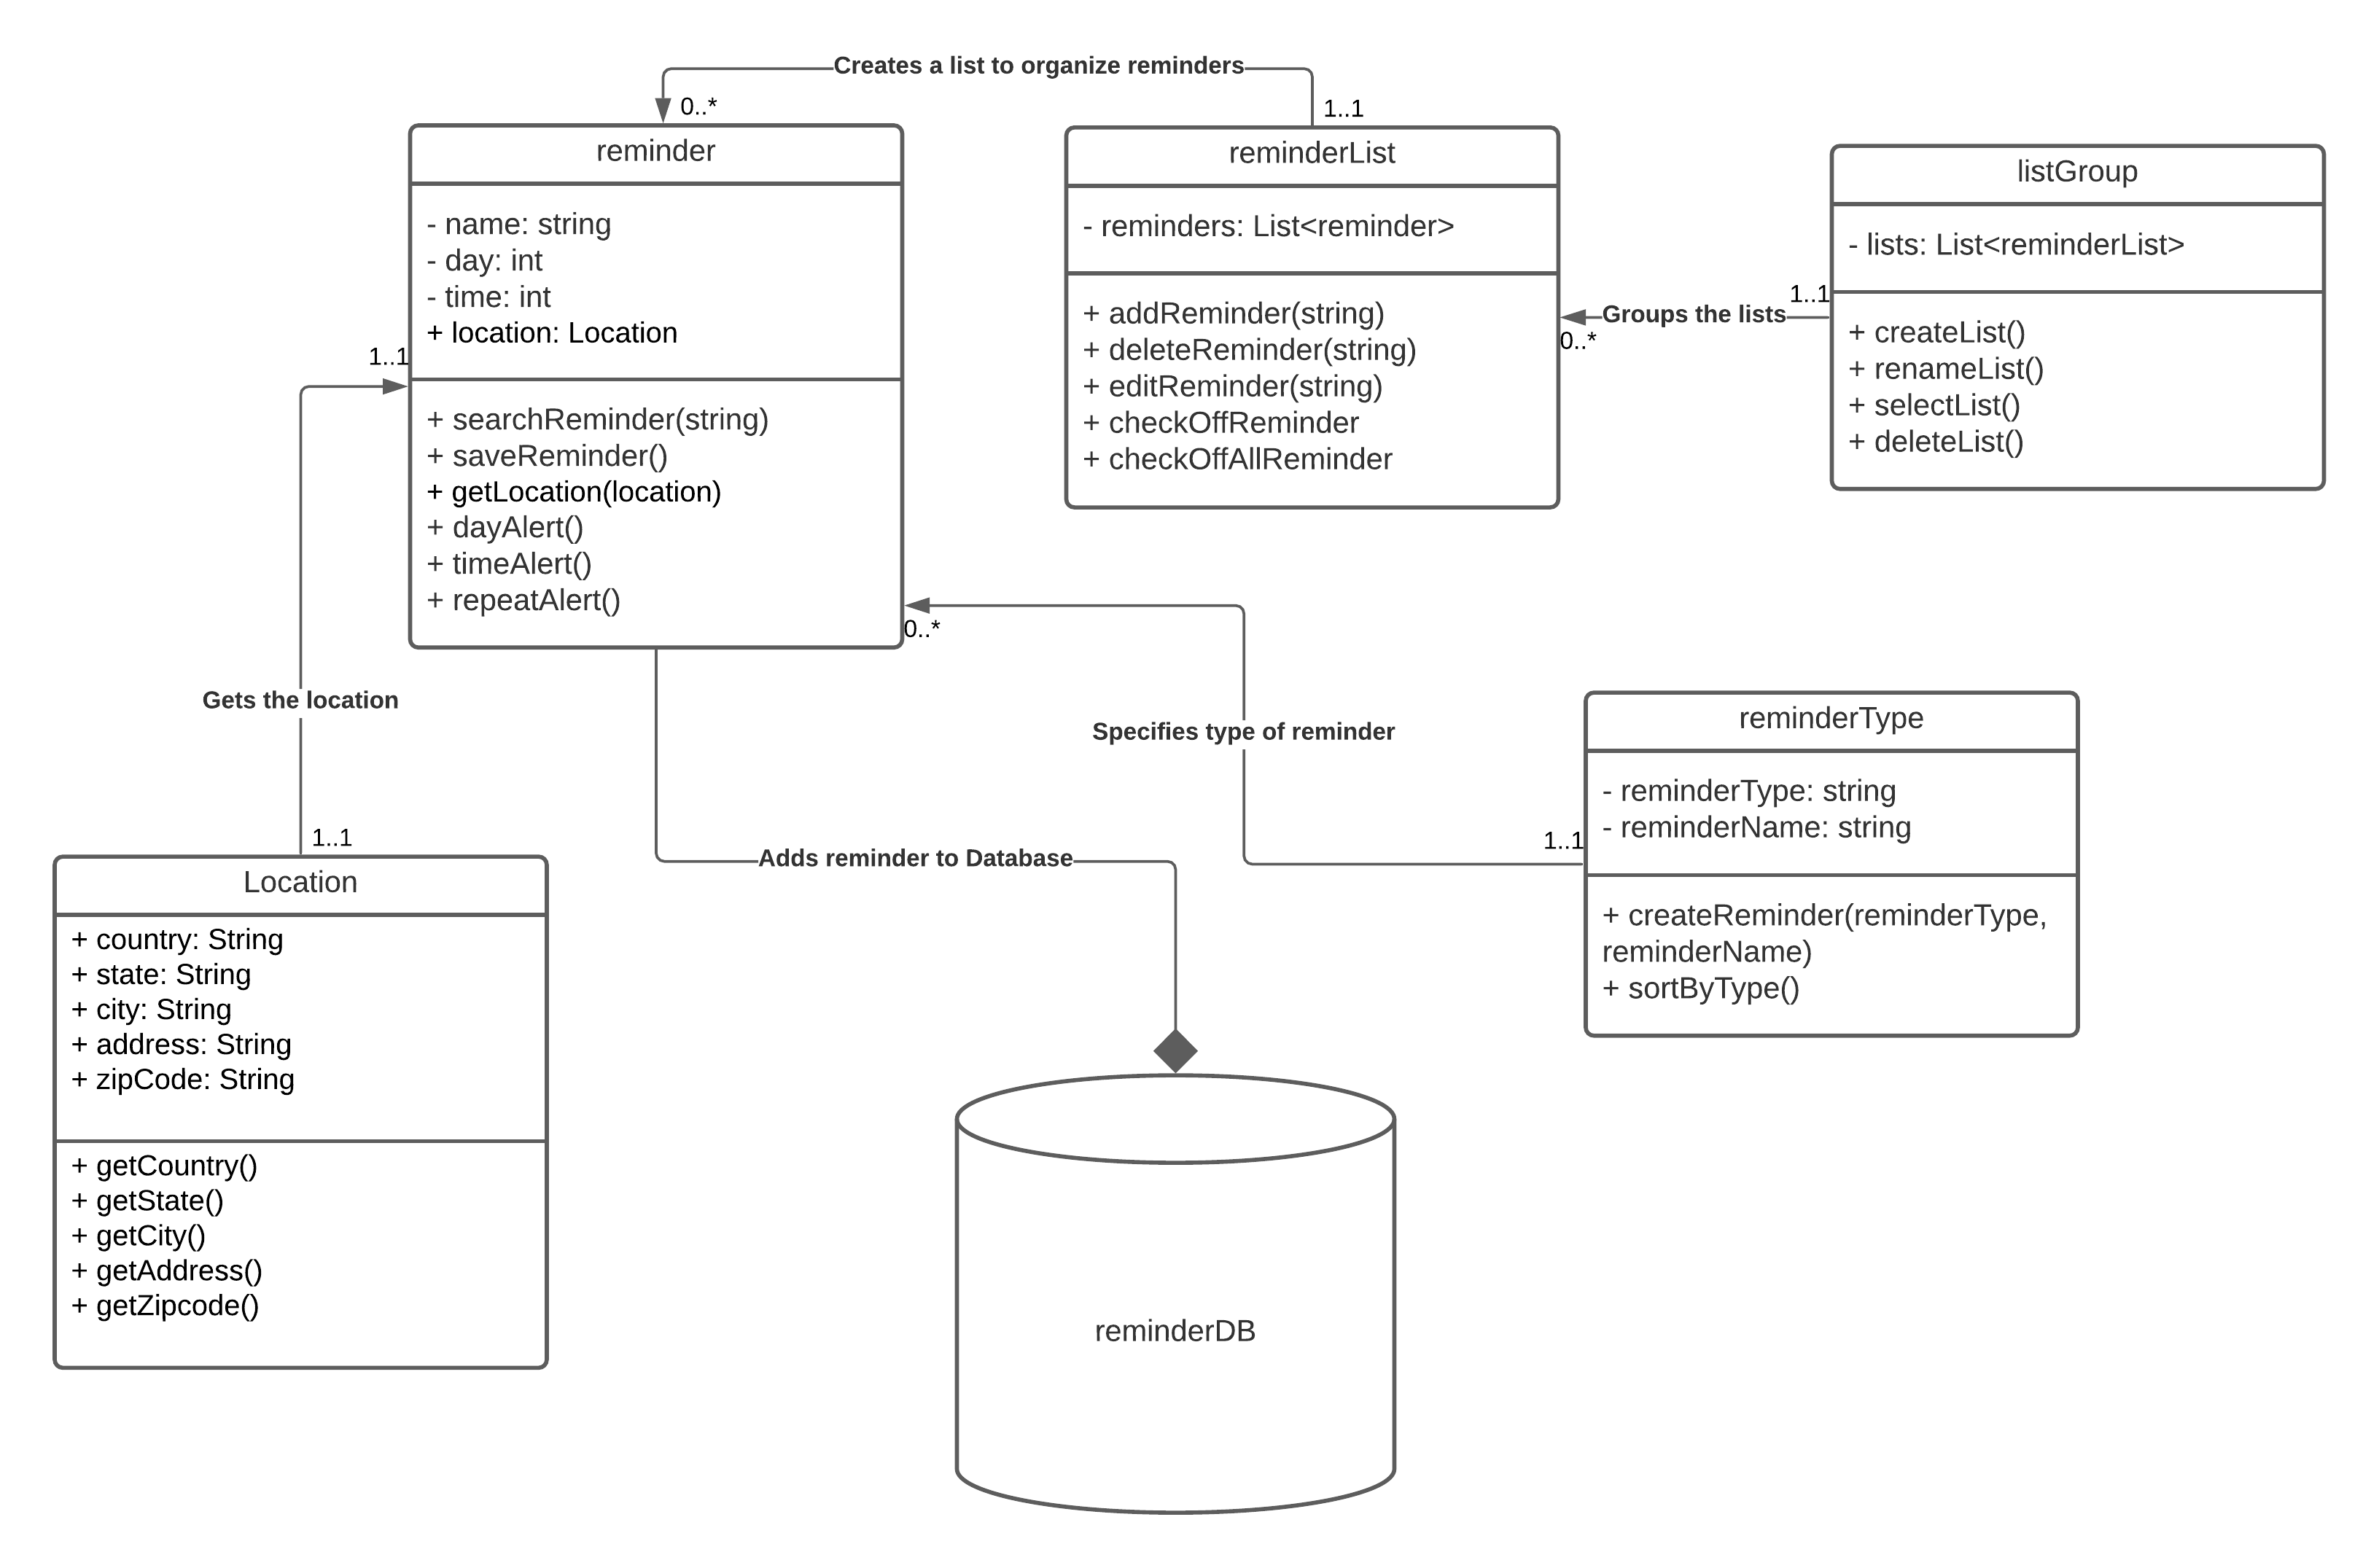 Creates a list to organize reminders
0..*
1..1
reminder
- name: string
- day: int
- time: int
+ location: Location
+ searchReminder(string)
+ saveReminder()
+ getLocation(location)
+ dayAlert()
+ timeAlert()
+ repeatAlert()
reminderList
- reminders: List<reminder>
+ addReminder(string)
+ deleteReminder(string)
+ editReminder(string)
+ checkOffReminder
+ checkOffAllReminder
listGroup
- lists: List<reminderList>
+ createList()
+ renameList()
+ selectList()
+ deleteList()
1..1
Groups the lists
0..*
1..1
Gets the location
1..1
0..*
Specifies type of reminder
1..1
Adds reminder to Database
reminderType
- reminderType: string
- reminderName: string
+ createReminder(reminderType,
reminderName)
+ sortByType()
Location
+ country: String
+ state: String
+ city: String
+ address: String
+ zipCode: String
+ getCountry()
+ getState()
+ getCity()
+ getAddress()
+ getZipcode()
reminderDB